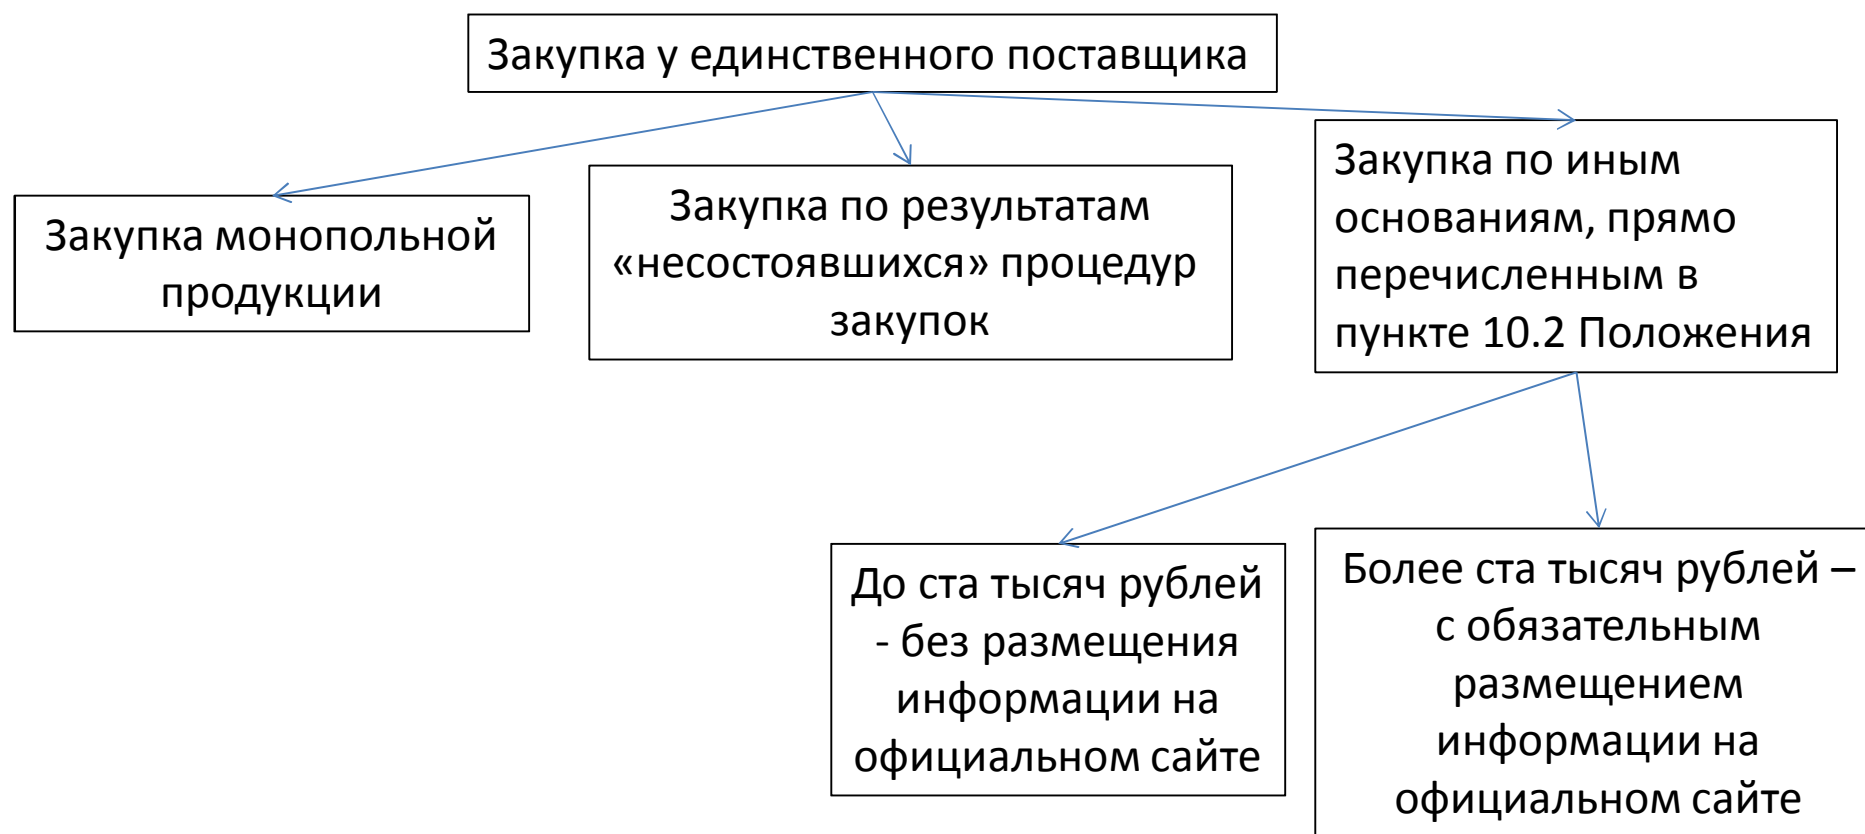 Закупка у единственного поставщика
Закупка монопольной
продукции
Закупка по результатам
«несостоявшихся» процедур
закупок
Закупка по иным
основаниям, прямо
перечисленным в
пункте 10.2 Положения
До ста тысяч рублей
- без размещения
информации на
официальном сайте
Более ста тысяч рублей –
с обязательным
размещением
информации на
официальном сайте